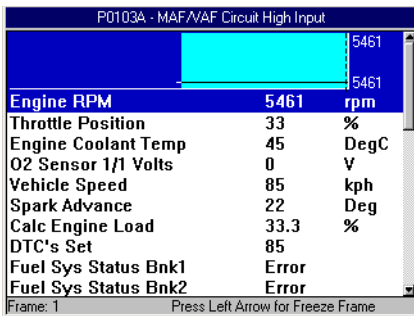 P0103A - MAF/VAF Circuit High Input
5461
5461
Engine RPM 5461 rpm
Throttle Position 33 %
Engine Coolant Temp 45 DegC
O2 Sensor 1/1 Volts 0 V
Vehicle Speed 85 kph
Spark Advance 22 Deg
Calc Engine Load 33.3 %
DTC's Set 85
Fuel Sys Status Bnk1 Error
Fuel Sys Status Bnk2 Error
Frame: 1 Press Left Arrow for Freeze Frame